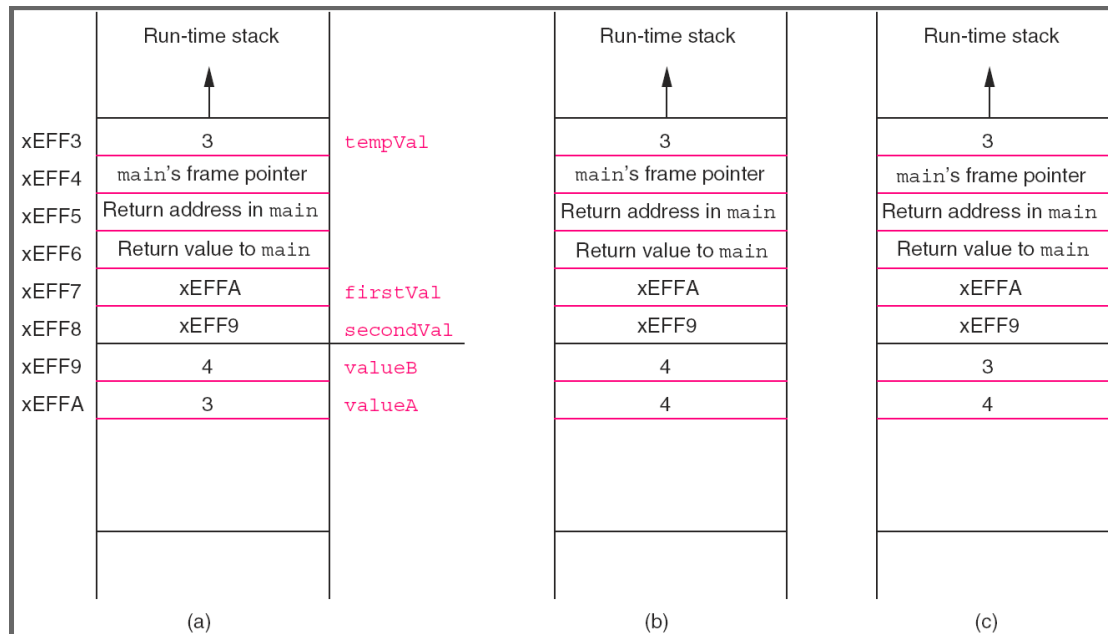 Run-time stack Run-time stack Run-time stack
xEFF3 3 tempVal 3 3
xEFF4 main's frame pointer main's frame pointer main's frame pointer
xEFF5 Return address in main Return address in main Return address in main
xEFF6 Return value to main Return value to main Return value to main
xEFF7 xEFFA firstVal xEFFA xEFFA
xEFF8 xEFF9 secondVal xEFF9 xEFF9
xEFF9 4 valueB 4 3
xEFFA 3 valueA 4 4
(a) (b) (c)